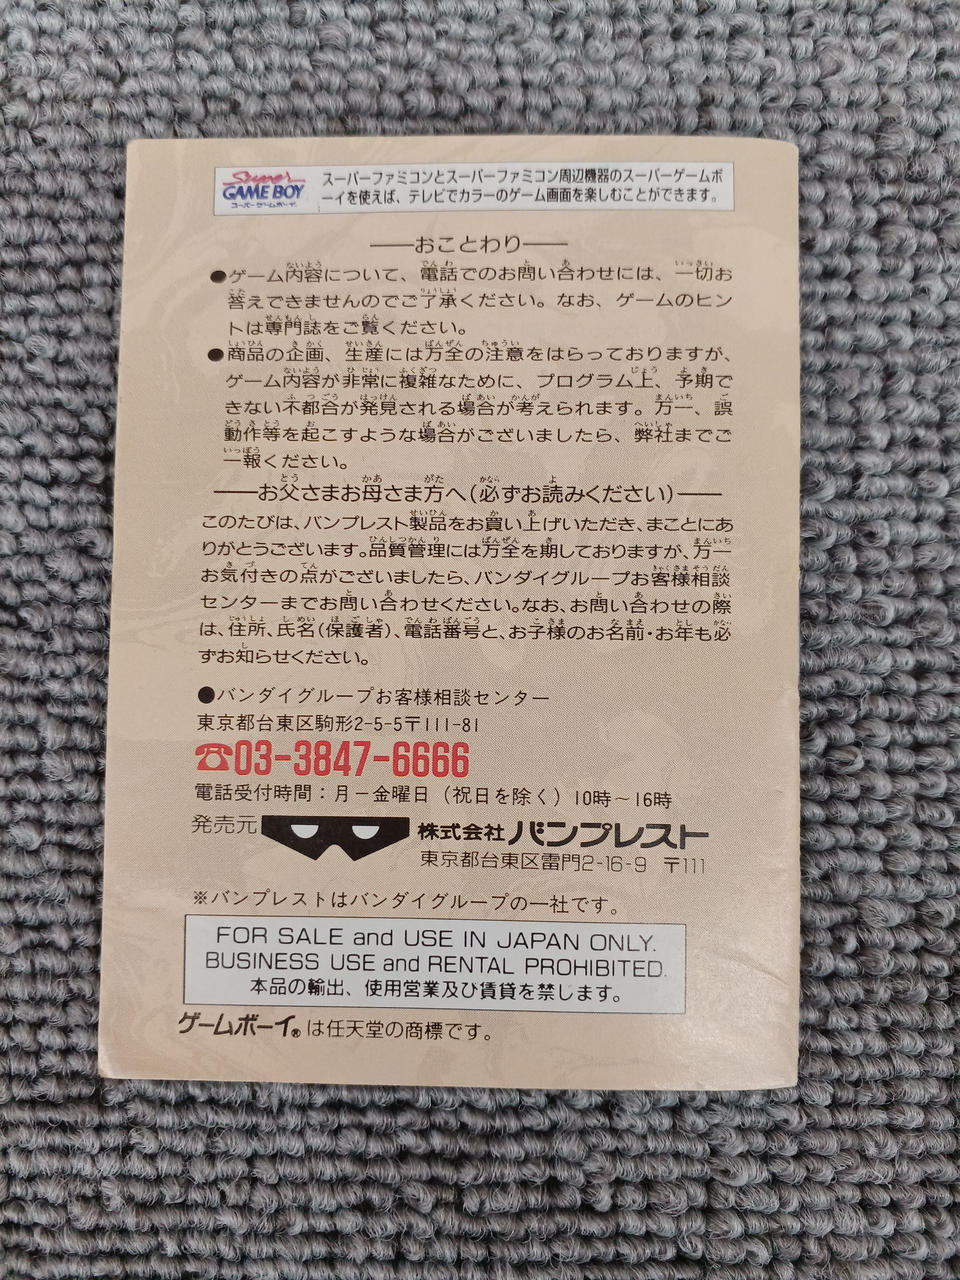 Super
GAME BOY
スーパーゲームボーイ
スーパーファミコンとスーパーファミコン周辺機器のスーパーゲームボ
ーイを使えば、テレビでカラーのゲーム画面を楽しむことができます。
――おことわり――
●ゲーム内容について、電話でのお問い合わせには、一切お
答えできませんのでご了承ください。なお、ゲームのヒン
トは専門誌をご覧ください。
●商品の企画、生産には万全の注意をはらっておりますが、
ゲーム内容が非常に複雑なために、プログラム上、予期で
きない不都合が発見される場合が考えられます。万一、誤
動作等を起こすような場合がございましたら、弊社までご
一報ください。
――お父さまお母さま方へ(必ずお読みください)――
このたびは、バンプレスト製品をお買い上げいただき、まことにあ
りがとうございます。品質管理には万全を期しておりますが、万一
お気付きの点がございましたら、バンダイグループお客様相談
センターまでお問い合わせください。なお、お問い合わせの際
は、住所、氏名(保護者)、電話番号と、お子様のお名前・お年も必
ずお知らせください。
●バンダイグループお客様相談センター
東京都台東区駒形2-5-5〒111-81
☎03-3847-6666
電話受付時間：月－金曜日（祝日を除く）10時～16時
発売元 株式会社バンプレスト
東京都台東区雷門2-16-9 〒111
※バンプレストはバンダイグループの一社です。
FOR SALE and USE IN JAPAN ONLY.
BUSINESS USE and RENTAL PROHIBITED.
本品の輸出、使用営業及び賃貸を禁じます。
ゲームボーイ®は任天堂の商標です。